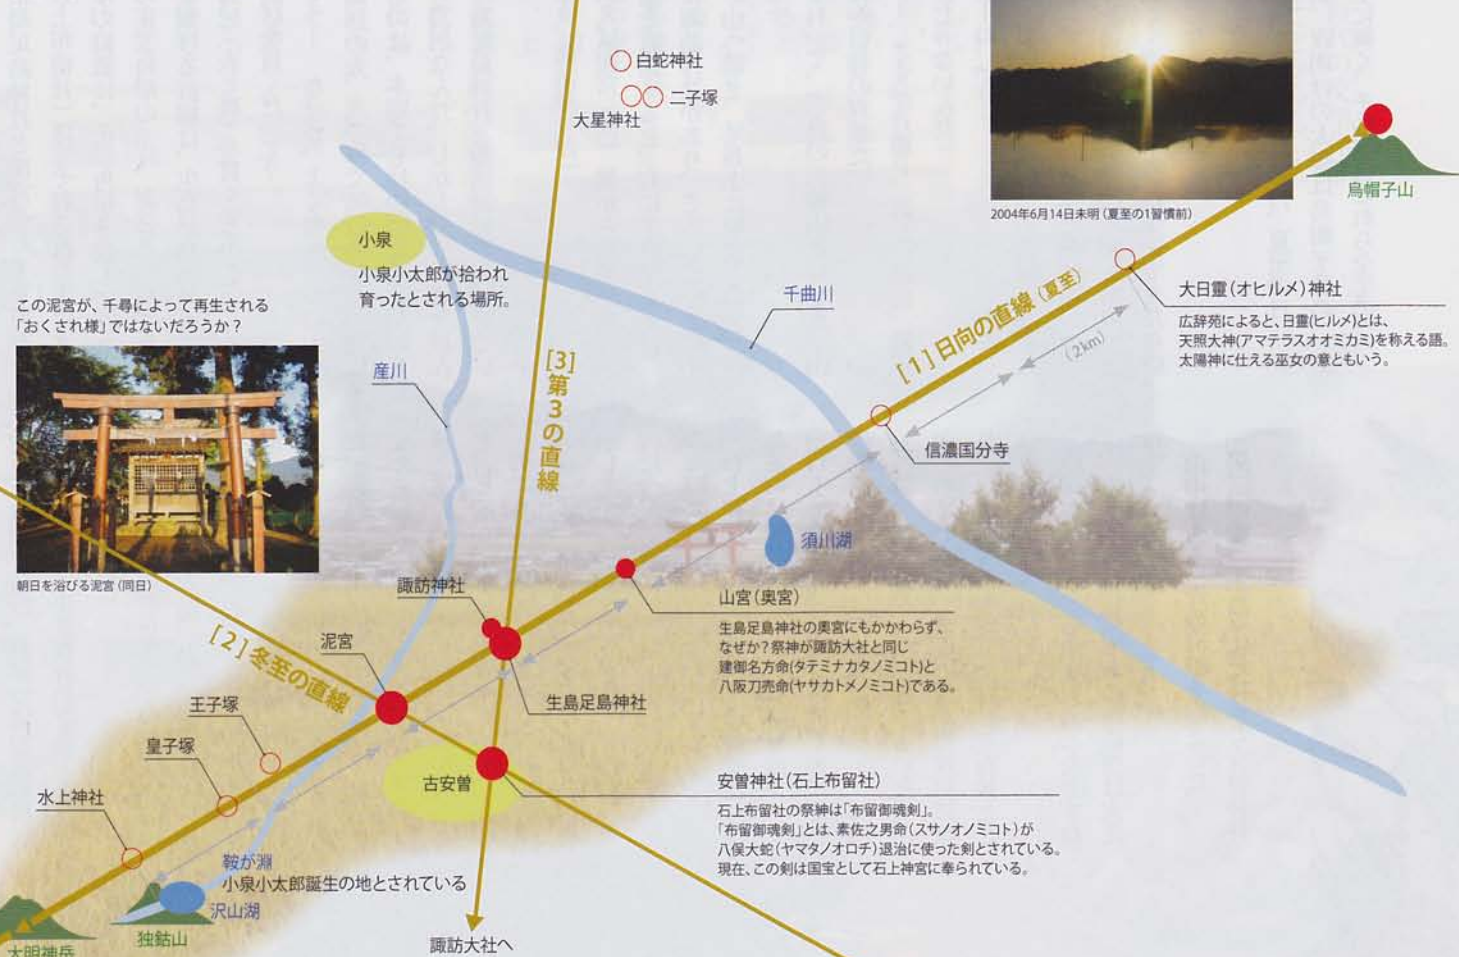 白蛇神社
二子塚
大星神社
烏帽子山
2004年6月14日未明（夏至の1習慣前）
小泉
小泉小太郎が拾われ
育ったとされる場所。
千曲川
[1]日向の直線（夏至）
（2km）
大日霊（オヒルメ）神社
広辞苑によると、日霊(ヒルメ)とは、
天照大神(アマテラスオオミカミ)を称える語。
太陽神に仕える巫女の意ともいう。
この泥宮が、千尋によって再生される
「おくされ様」ではないだろうか？
産川
[3]第3の直線
信濃国分寺
須川湖
朝日を浴びる泥宮（同日）
諏訪神社
山宮（奥宮）
生島足島神社の奥宮にもかかわらず、
なぜか？祭神が諏訪大社と同じ
建御名方命(タテミナカタノミコト)と
八阪刀売命(ヤサカトメノミコト)である。
[2]冬至の直線
泥宮
生島足島神社
王子塚
皇子塚
水上神社
古安曽
安曽神社（石上布留社）
石上布留社の祭紳は「布留御魂剣」。
「布留御魂剣」とは、素佐之男命（スサノオノミコト）が
八俣大蛇（ヤマタノオロチ）退治に使った剣とされている。
現在、この剣は国宝として石上神宮に奉られている。
鞍が淵
小泉小太郎誕生の地とされている
沢山湖
独鈷山
大明神岳
諏訪大社へ